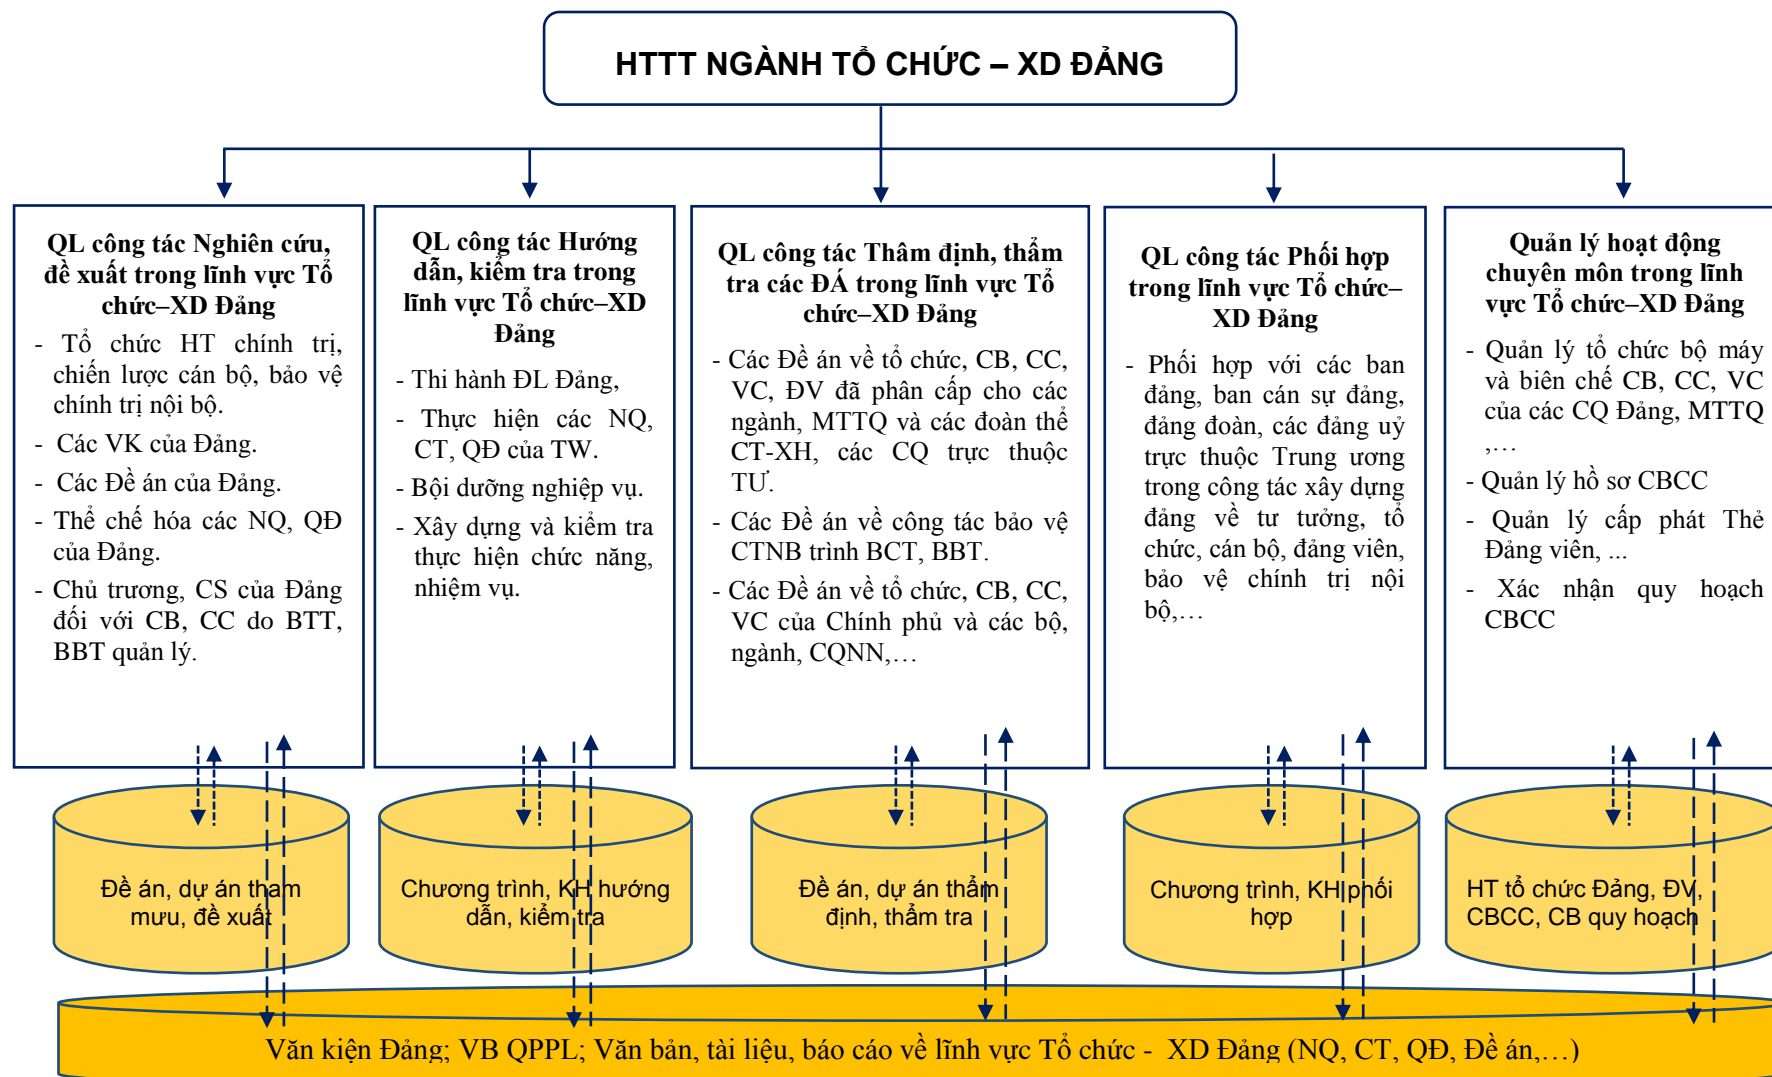 HTTT NGÀNH TỔ CHỨC – XD ĐẢNG
QL công tác Nghiên cứu,
đề xuất trong lĩnh vực Tổ
chức–XD Đảng
- Tổ chức HT chính trị,
chiến lược cán bộ, bảo vệ
chính trị nội bộ.
- Các VK của Đảng.
- Các Đề án của Đảng.
- Thể chế hóa các NQ, QĐ
của Đảng.
- Chủ trương, CS của Đảng
đối với CB, CC do BTT,
BBT quản lý.
QL công tác Hướng
dẫn, kiểm tra trong
lĩnh vực Tổ chức–XD
Đảng
- Thi hành ĐL Đảng,
- Thực hiện các NQ,
CT, QĐ của TW.
- Bội dưỡng nghiệp vụ.
- Xây dựng và kiểm tra
thực hiện chức năng,
nhiệm vụ.
QL công tác Thâm định, thẩm
tra các ĐÁ trong lĩnh vực Tổ
chức–XD Đảng
- Các Đề án về tổ chức, CB, CC,
VC, ĐV đã phân cấp cho các
ngành, MTTQ và các đoàn thể
CT-XH, các CQ trực thuộc
TƯ.
- Các Đề án về công tác bảo vệ
CTNB trình BCT, BBT.
- Các Đề án về tổ chức, CB, CC,
VC của Chính phủ và các bộ,
ngành, CQNN,…
QL công tác Phối hợp
trong lĩnh vực Tổ chức–
XD Đảng
- Phối hợp với các ban
đảng, ban cán sự đảng,
đảng đoàn, các đảng uỷ
trực thuộc Trung ương
trong công tác xây dựng
đảng về tư tưởng, tổ
chức, cán bộ, đảng viên,
bảo vệ chính trị nội
bộ,…
Quản lý hoạt động
chuyên môn trong lĩnh
vực Tổ chức–XD Đảng
- Quản lý tổ chức bộ máy
và biên chế CB, CC, VC
của các CQ Đảng, MTTQ
,…
- Quản lý hồ sơ CBCC
- Quản lý cấp phát Thẻ
Đảng viên, ...
- Xác nhận quy hoạch
CBCC
Đề án, dự án tham
mưu, đề xuất
Chương trình, KH hướng
dẫn, kiểm tra
Đề án, dự án thẩm
định, thẩm tra
Chương trình, KH phối
hợp
HT tổ chức Đảng, ĐV,
CBCC, CB quy hoạch
Văn kiện Đảng; VB QPPL; Văn bản, tài liệu, báo cáo về lĩnh vực Tổ chức - XD Đảng (NQ, CT, QĐ, Đề án,…)